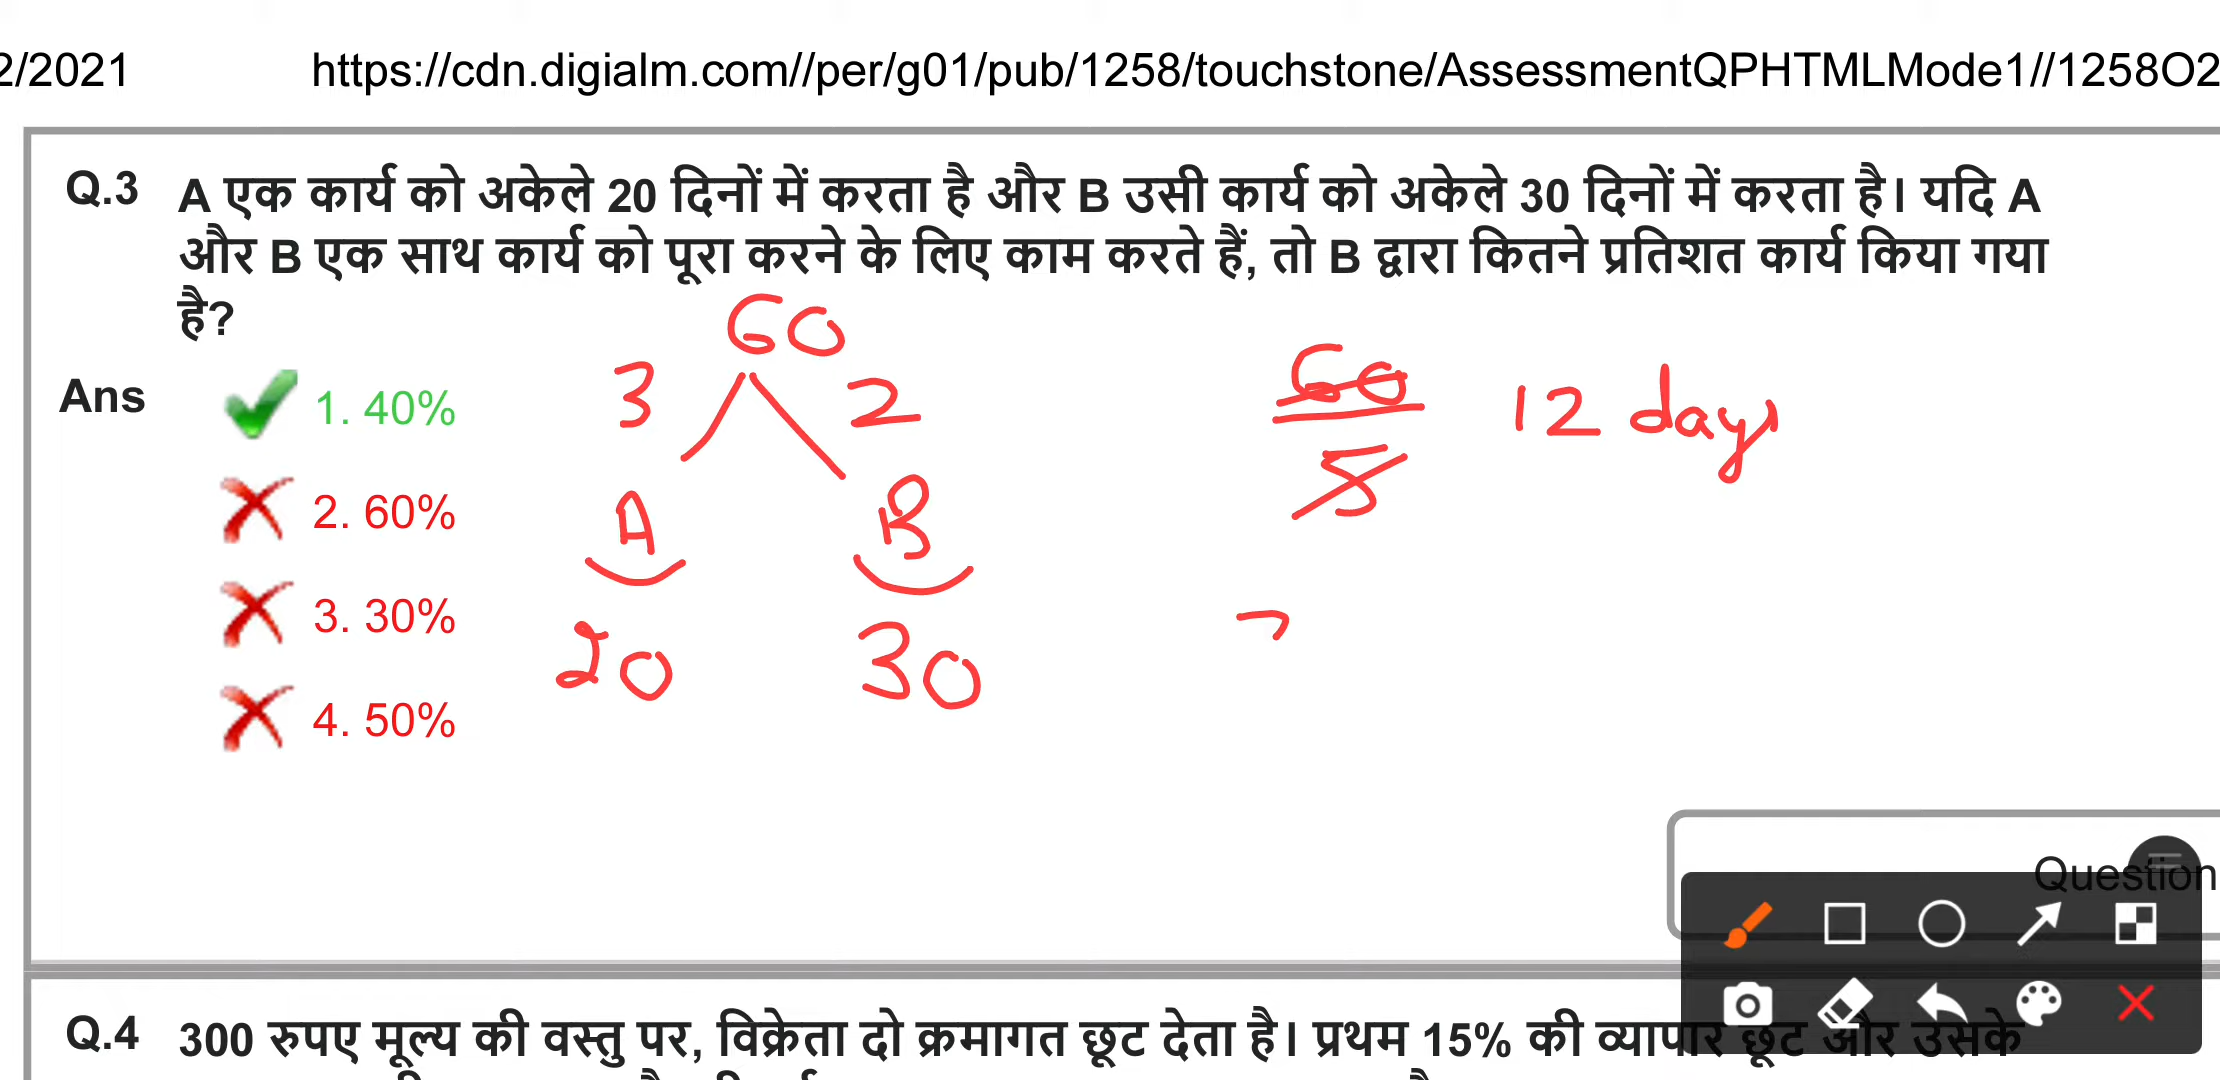 2/2021 https://cdn.digialm.com//per/g01/pub/1258/touchstone/AssessmentQPHTMLMode1//1258O2
Q.3 A एक कार्य को अकेले 20 दिनों में करता है और B उसी कार्य को अकेले 30 दिनों में करता है। यदि A
और B एक साथ कार्य को पूरा करने के लिए काम करते हैं, तो B द्वारा कितने प्रतिशत कार्य किया गया
है?
60
Ans 1. 40%
3 2
60
5
12 days
2. 60%
A B
3. 30%
20 30
4. 50%
Question
Q.4 300 रुपए मूल्य की वस्तु पर, विक्रेता दो क्रमागत छूट देता है। प्रथम 15% की व्यापार छूट और उसके